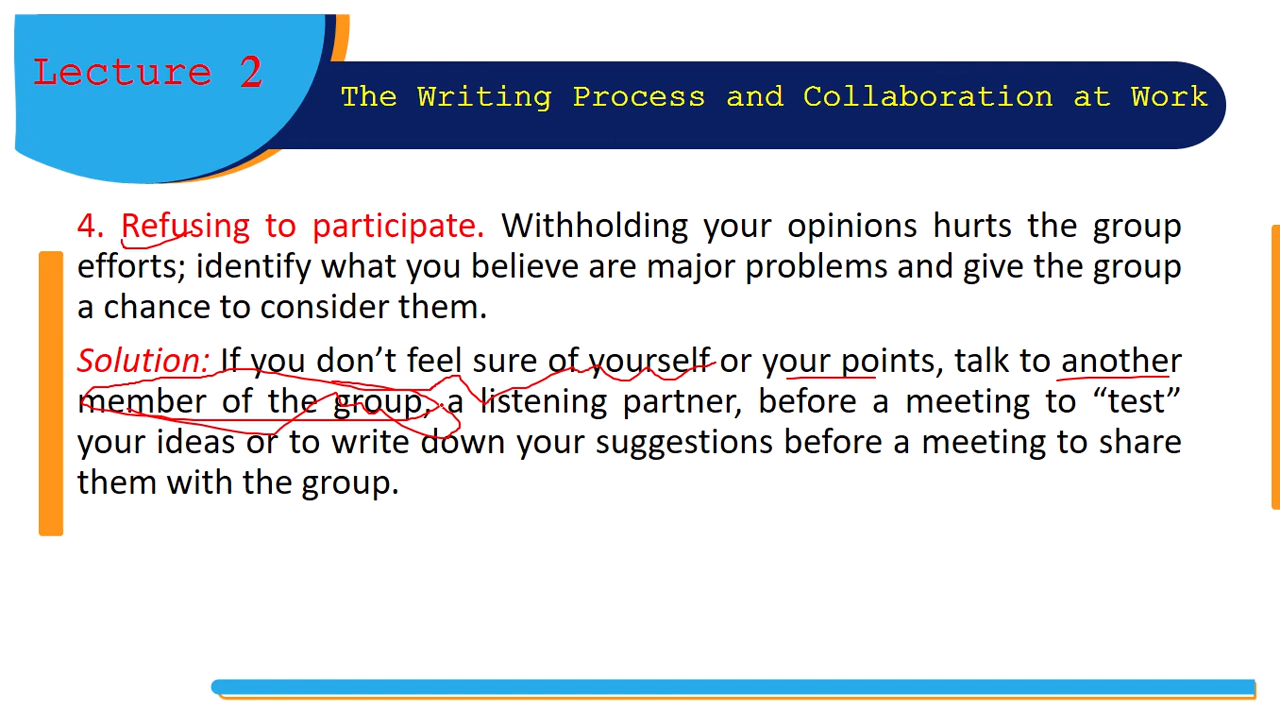 Lecture 2
The Writing Process and Collaboration at Work
4. Refusing to participate. Withholding your opinions hurts the group
efforts; identify what you believe are major problems and give the group
a chance to consider them.
Solution: If you don’t feel sure of yourself or your points, talk to another
member of the group, a listening partner, before a meeting to “test”
your ideas or to write down your suggestions before a meeting to share
them with the group.